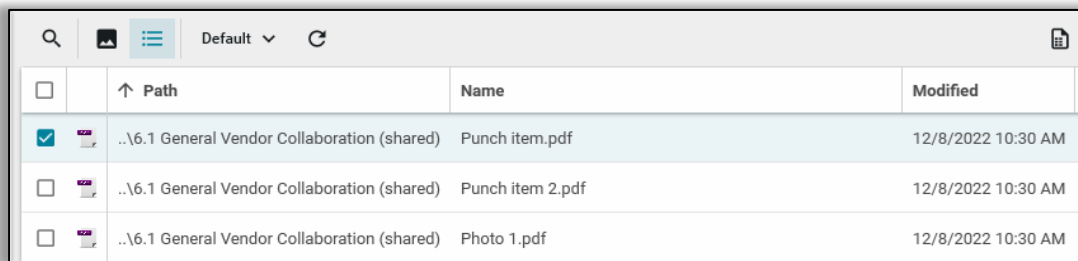 Default
Path Name Modified
..\6.1 General Vendor Collaboration (shared) Punch item.pdf 12/8/2022 10:30 AM
..\6.1 General Vendor Collaboration (shared) Punch item 2.pdf 12/8/2022 10:30 AM
..\6.1 General Vendor Collaboration (shared) Photo 1.pdf 12/8/2022 10:30 AM